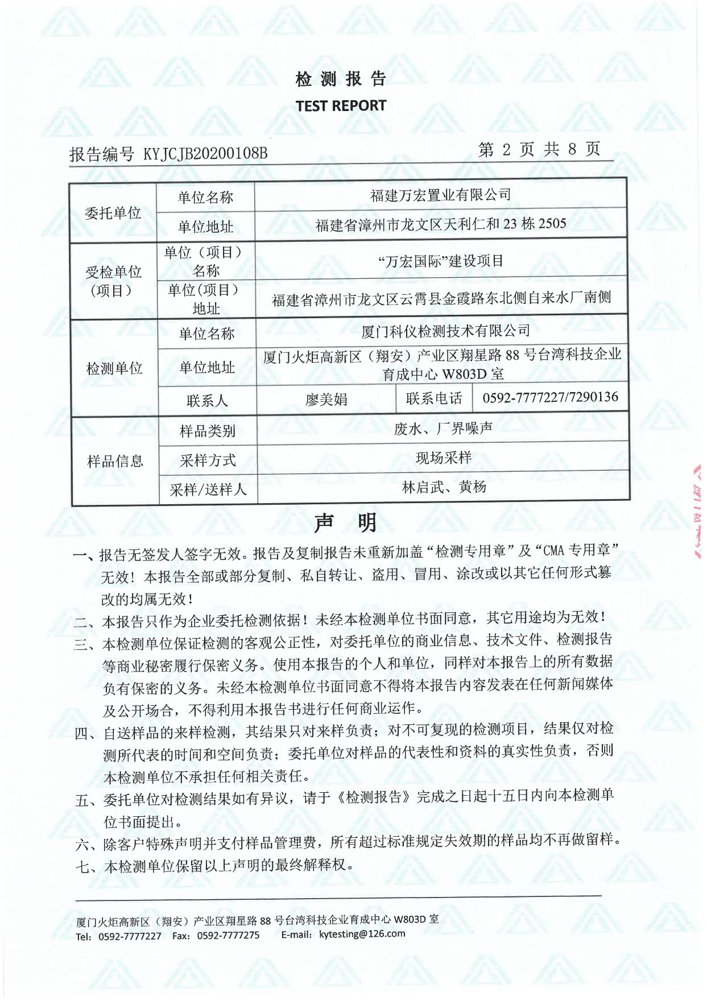 检测报告
TEST REPORT
报告编号 KYJCJB20200108B
第 2 页 共 8 页
委托单位
单位名称
福建万宏置业有限公司
单位地址
福建省漳州市龙文区天利仁和 23 栋 2505
受检单位
(项目)
单位（项目）
名称
“万宏国际”建设项目
单位(项目)
地址
福建省漳州市龙文区云霄县金霞路东北侧自来水厂南侧
检测单位
单位名称
厦门科仪检测技术有限公司
单位地址
厦门火炬高新区（翔安）产业区翔星路 88 号台湾科技企业
育成中心 W803D 室
联系人
廖美娟
联系电话
0592-7777227/7290136
样品信息
样品类别
废水、厂界噪声
采样方式
现场采样
采样/送样人
林启武、黄杨
声 明
一、报告无签发人签字无效。报告及复制报告未重新加盖“检测专用章”及“CMA 专用章”
无效！本报告全部或部分复制、私自转让、盗用、冒用、涂改或以其它任何形式篡
改的均属无效！
二、本报告只作为企业委托检测依据！未经本检测单位书面同意，其它用途均为无效！
三、本检测单位保证检测的客观公正性，对委托单位的商业信息、技术文件、检测报告
等商业秘密履行保密义务。使用本报告的个人和单位，同样对本报告上的所有数据
负有保密的义务。未经本检测单位书面同意不得将本报告内容发表在任何新闻媒体
及公开场合，不得利用本报告书进行任何商业运作。
四、自送样品的来样检测，其结果只对来样负责；对不可复现的检测项目，结果仅对检
测所代表的时间和空间负责；委托单位对样品的代表性和资料的真实性负责，否则
本检测单位不承担任何相关责任。
五、委托单位对检测结果如有异议，请于《检测报告》完成之日起十五日内向本检测单
位书面提出。
六、除客户特殊声明并支付样品管理费，所有超过标准规定失效期的样品均不再做留样。
七、本检测单位保留以上声明的最终解释权。
厦门火炬高新区（翔安）产业区翔星路 88 号台湾科技企业育成中心 W803D 室
Tel：0592-7777227 Fax：0592-7777275 E-mail：kytesting@126.com